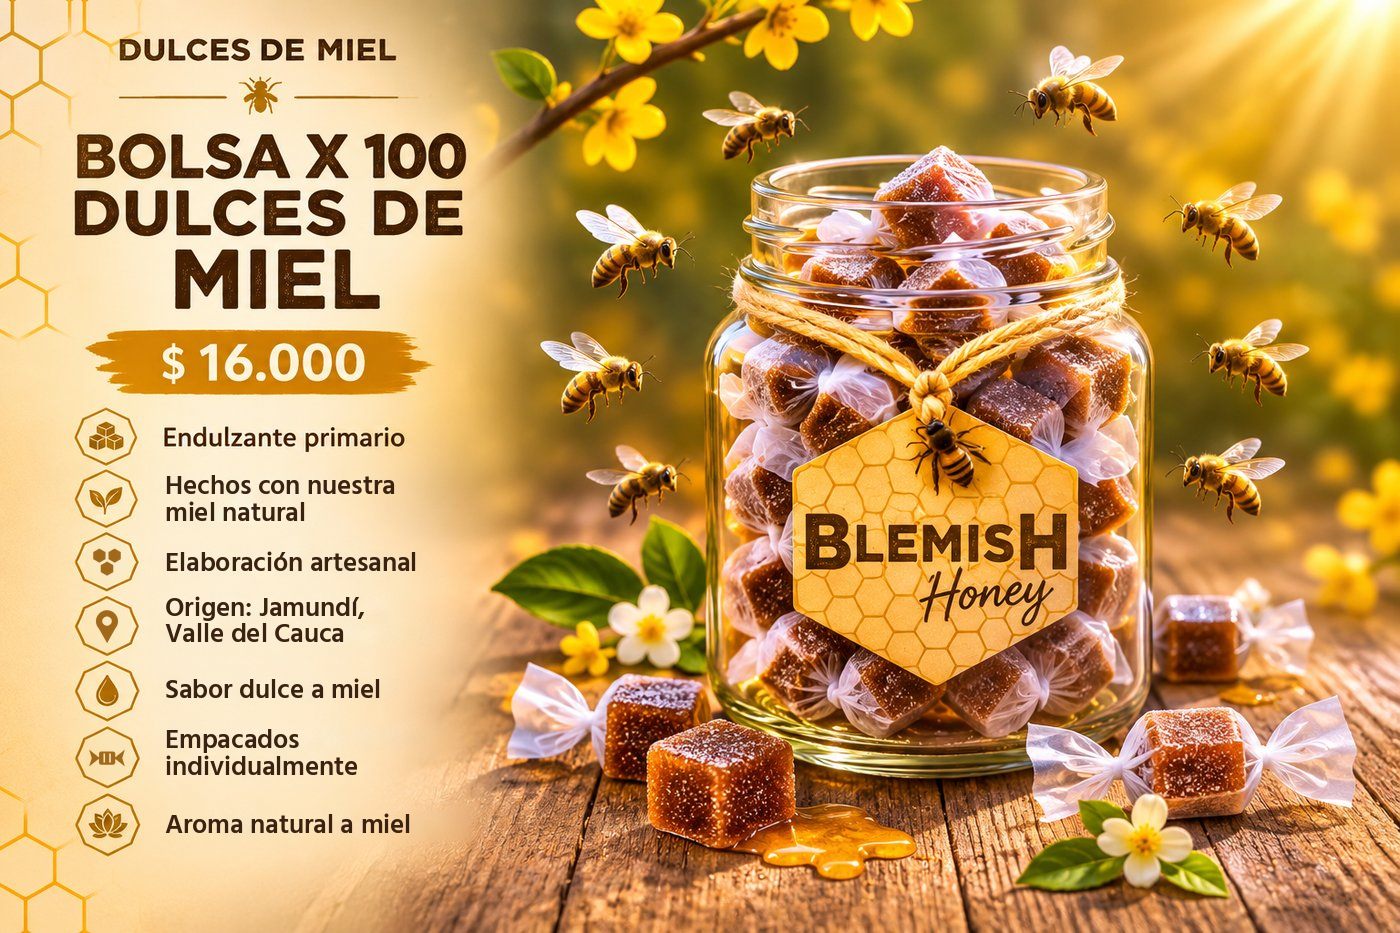 DULCES DE MIEL
BOLSA X 100
DULCES DE
MIEL
$ 16.000
Endulzante primario
Hechos con nuestra
miel natural
Elaboración artesanal
Origen: Jamundí,
Valle del Cauca
Sabor dulce a miel
Empacados
individualmente
Aroma natural a miel
BLEMISH
Honey